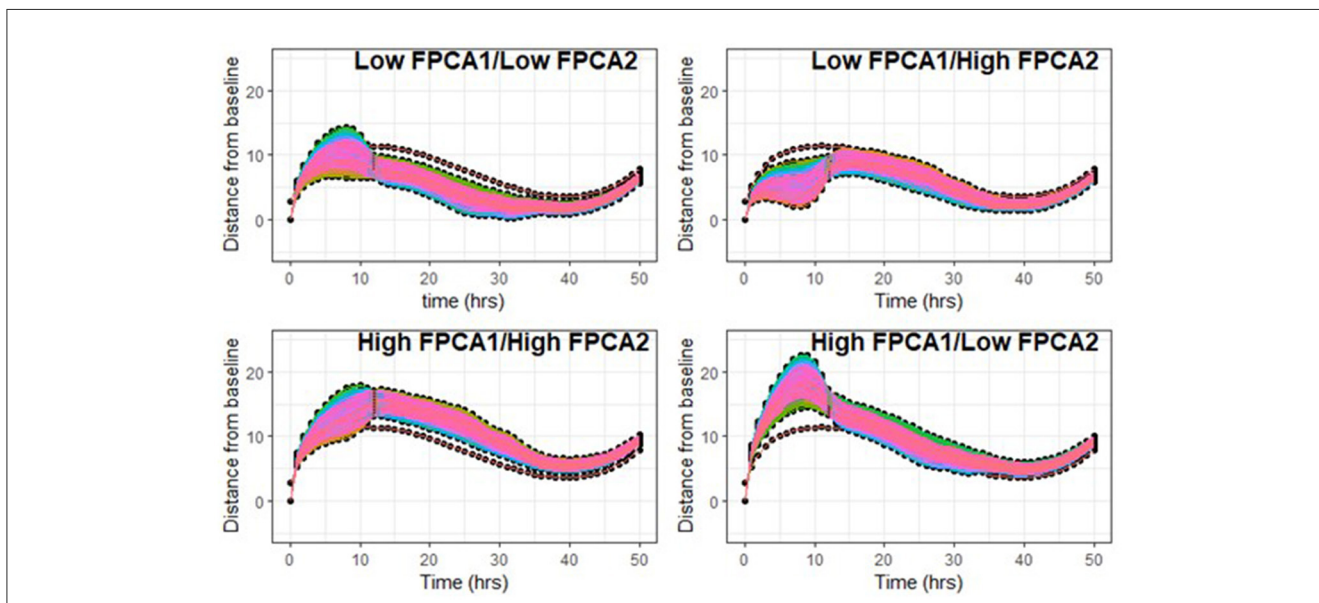 Low FPCA1/Low FPCA2
Distance from baseline
20
10
0
0 10 20 30 40 50
time (hrs)
Low FPCA1/High FPCA2
Distance from baseline
20
10
0
0 10 20 30 40 50
Time (hrs)
High FPCA1/High FPCA2
Distance from baseline
20
10
0
0 10 20 30 40 50
Time (hrs)
High FPCA1/Low FPCA2
Distance from baseline
20
10
0
0 10 20 30 40 50
Time (hrs)